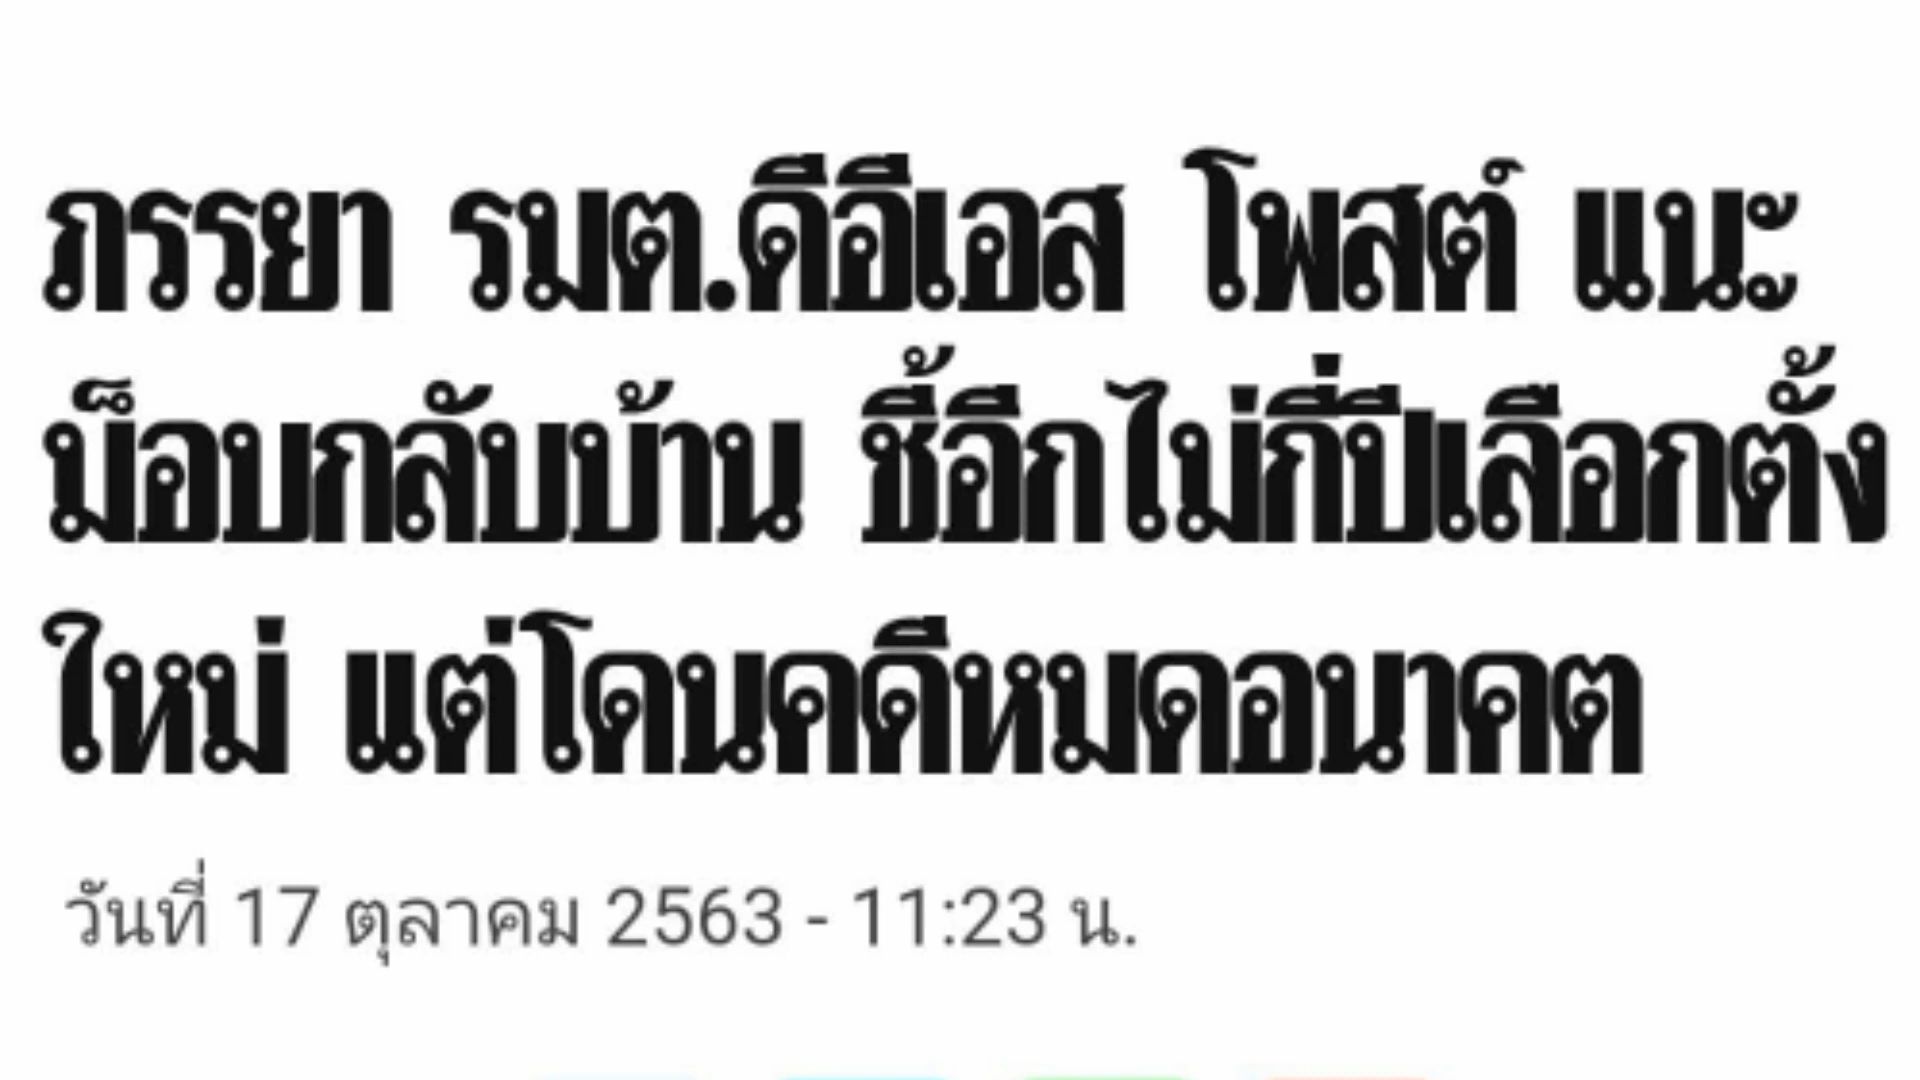 ภรรยา รมต.ดีอีเอส โพสต์ แนะ
ม็อบกลับบ้าน ชี้อีกไม่กี่ปีเลือกตั้ง
ใหม่ แต่โดนคดีหมดอนาคต
วันที่ 17 ตุลาคม 2563 - 11:23 น.